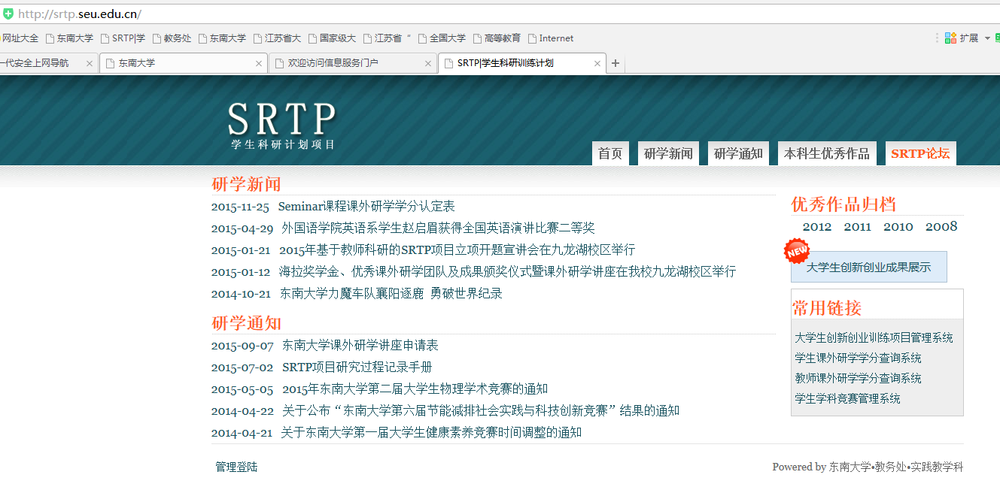 http://srtp.seu.edu.cn/
网址大全 东南大学 SRTP|学 教务处 东南大学 江苏省大 国家级大 江苏省 “ 全国大学 高等教育 Internet 扩展
一代安全上网导航 东南大学 欢迎访问信息服务门户 SRTP|学生科研训练计划
SRTP
学生科研计划项目
首页 研学新闻 研学通知 本科生优秀作品 SRTP论坛
研学新闻
2015-11-25 Seminar课程课外研学学分认定表
2015-04-29 外国语学院英语系学生赵启眉获得全国英语演讲比赛二等奖
2015-01-21 2015年基于教师科研的SRTP项目立项开题宣讲会在九龙湖校区举行
2015-01-12 海拉奖学金、优秀课外研学团队及成果颁奖仪式暨课外研学讲座在我校九龙湖校区举行
2014-10-21 东南大学力魔车队襄阳逐鹿 勇破世界纪录
研学通知
2015-09-07 东南大学课外研学讲座申请表
2015-07-02 SRTP项目研究过程记录手册
2015-05-05 2015年东南大学第二届大学生物理学术竞赛的通知
2014-04-22 关于公布“东南大学第六届节能减排社会实践与科技创新竞赛”结果的通知
2014-04-21 关于东南大学第一届大学生健康素养竞赛时间调整的通知
优秀作品归档
2012 2011 2010 2008
NEW
大学生创新创业成果展示
常用链接
大学生创新创业训练项目管理系统
学生课外研学学分查询系统
教师课外研学学分查询系统
学生学科竞赛管理系统
管理登陆 Powered by 东南大学•教务处•实践教学科